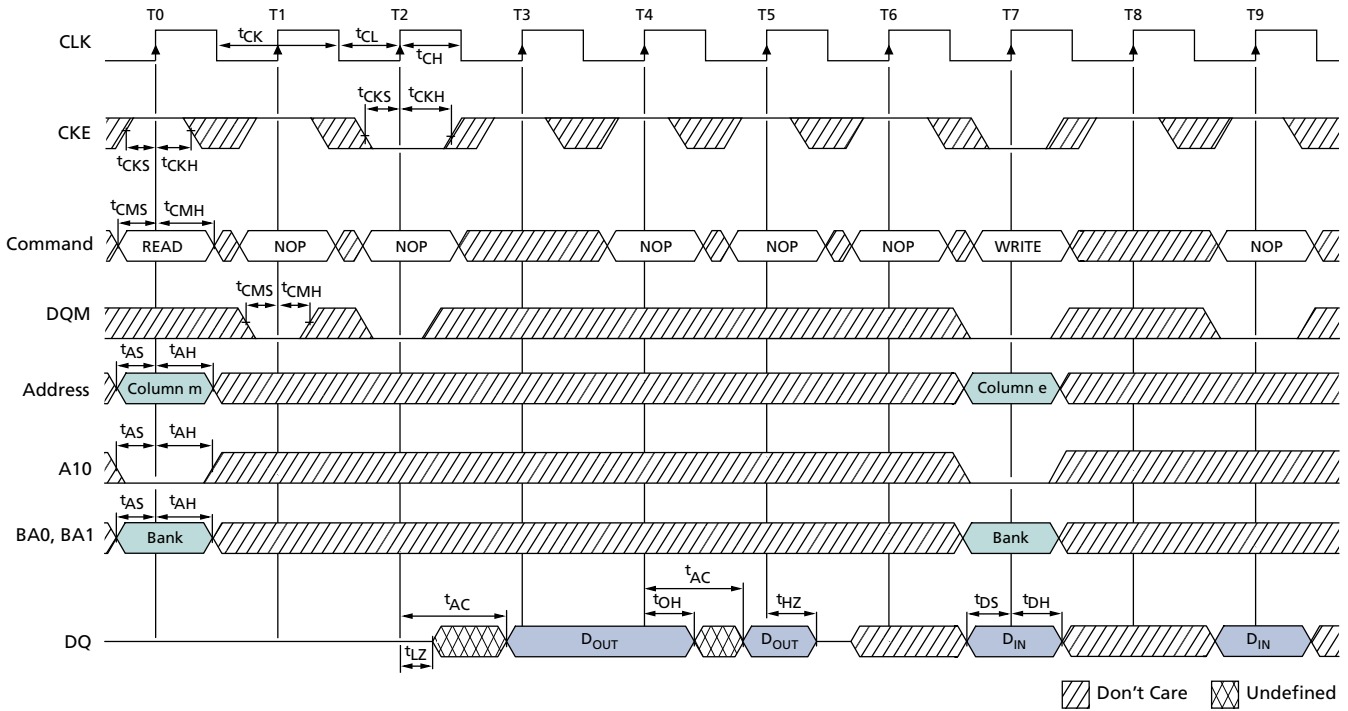 T0 T1 T2 T3 T4 T5 T6 T7 T8 T9
CLK
tCK tCL
tCH
tCKS tCKH
CKE
tCKS tCKH
tCMS tCMH
Command READ NOP NOP NOP NOP NOP WRITE NOP
tCMS tCMH
DQM
tAS tAH
Address Column m Column e
tAS tAH
A10
tAS tAH
BA0, BA1 Bank Bank
tAC
tAC tOH tHZ tDS tDH
DQ DOUT DOUT DIN DIN
tLZ
Don't Care Undefined